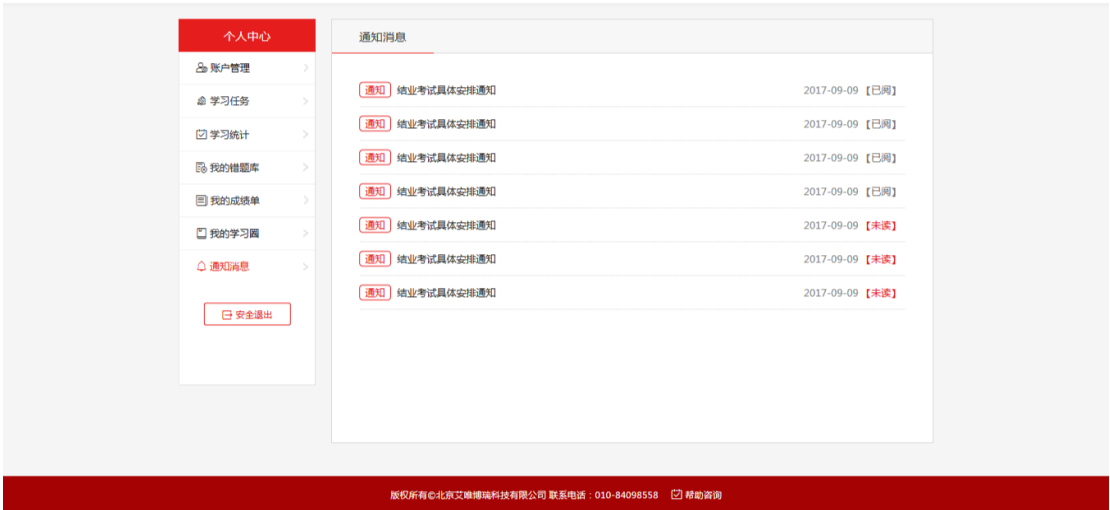 个人中心
账户管理
学习任务
学习统计
我的错题库
我的成绩单
我的学习圈
通知消息
安全退出
通知消息
通知 结业考试具体安排通知 2017-09-09 【已阅】
通知 结业考试具体安排通知 2017-09-09 【已阅】
通知 结业考试具体安排通知 2017-09-09 【已阅】
通知 结业考试具体安排通知 2017-09-09 【已阅】
通知 结业考试具体安排通知 2017-09-09 【未读】
通知 结业考试具体安排通知 2017-09-09 【未读】
通知 结业考试具体安排通知 2017-09-09 【未读】
版权所有©北京艾唯博瑞科技有限公司 联系电话：010-84098558 帮助咨询